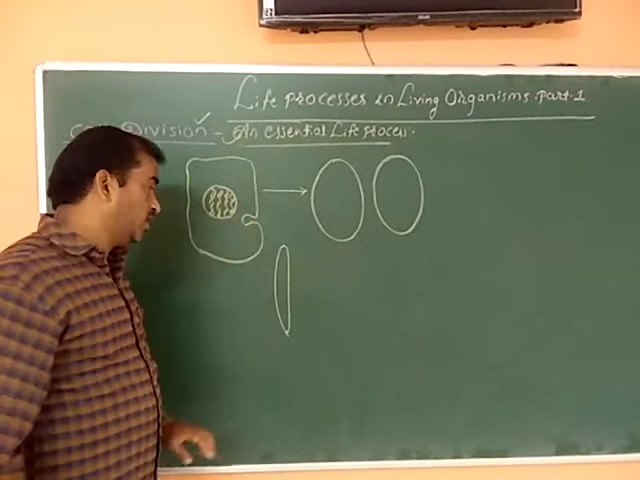 Life processes in Living Organisms Part-1
Division - An essential Life process.